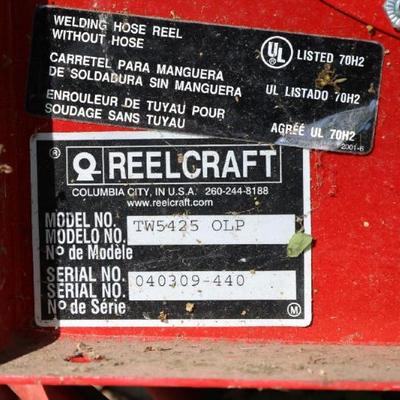 WELDING HOSE REEL
WITHOUT HOSE
UL LISTED 70H2
CARRETEL PARA MANGUERA
DE SOLDADURA SIN MANGUERA
UL LISTADO 70H2
ENROULEUR DE TUYAU POUR
SOUDAGE SANS TUYAU
AGRÉÉ UL 70H2
2001-6
® REELCRAFT
COLUMBIA CITY, IN U.S.A. 260-244-8188
www.reelcraft.com
MODEL NO. TW5425 OLP
MODELO NO.
Nº de Modèle
SERIAL NO. 040309-440
SERIAL NO.
Nº de Série
M